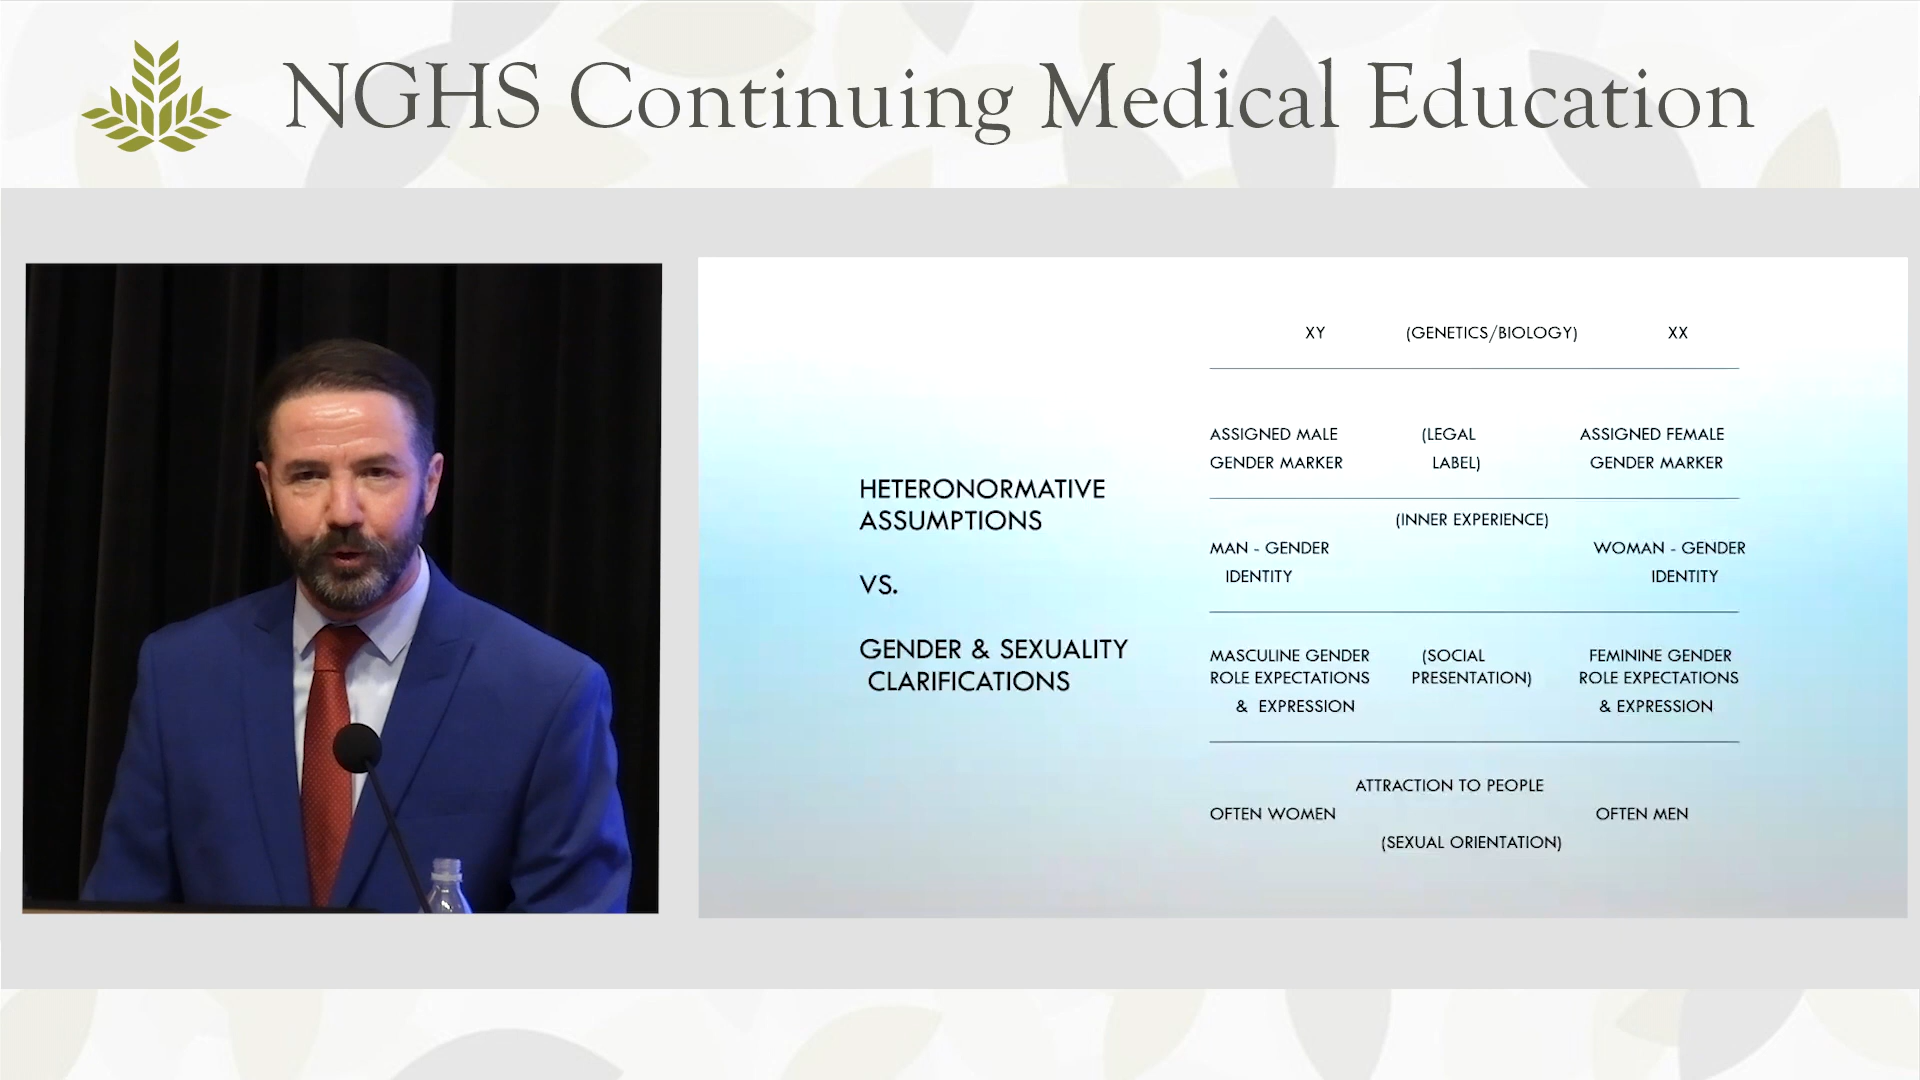 NGHS Continuing Medical Education
HETERONORMATIVE
ASSUMPTIONS
VS.
GENDER & SEXUALITY
CLARIFICATIONS
XY (GENETICS/BIOLOGY) XX
ASSIGNED MALE (LEGAL ASSIGNED FEMALE
GENDER MARKER LABEL) GENDER MARKER
(INNER EXPERIENCE)
MAN - GENDER WOMAN - GENDER
IDENTITY IDENTITY
MASCULINE GENDER (SOCIAL FEMININE GENDER
ROLE EXPECTATIONS PRESENTATION) ROLE EXPECTATIONS
& EXPRESSION & EXPRESSION
ATTRACTION TO PEOPLE
OFTEN WOMEN OFTEN MEN
(SEXUAL ORIENTATION)